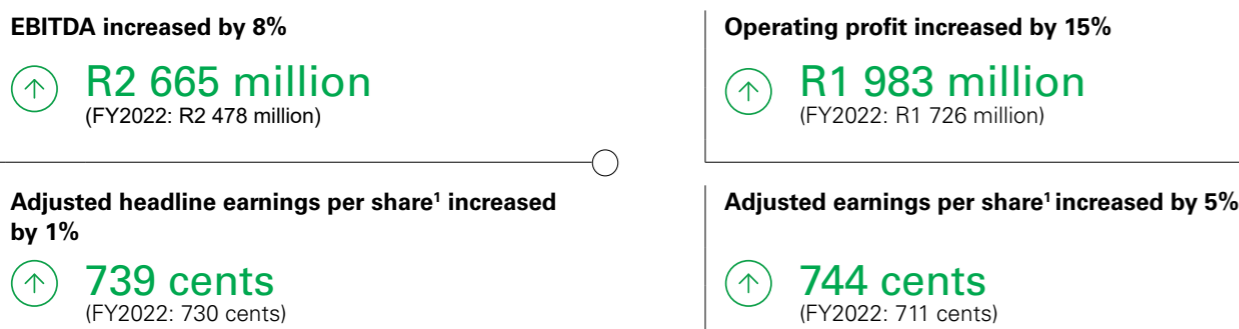 EBITDA increased by 8%
R2 665 million
(FY2022: R2 478 million)
Operating profit increased by 15%
R1 983 million
(FY2022: R1 726 million)
Adjusted headline earnings per share¹ increased
by 1%
739 cents
(FY2022: 730 cents)
Adjusted earnings per share¹ increased by 5%
744 cents
(FY2022: 711 cents)